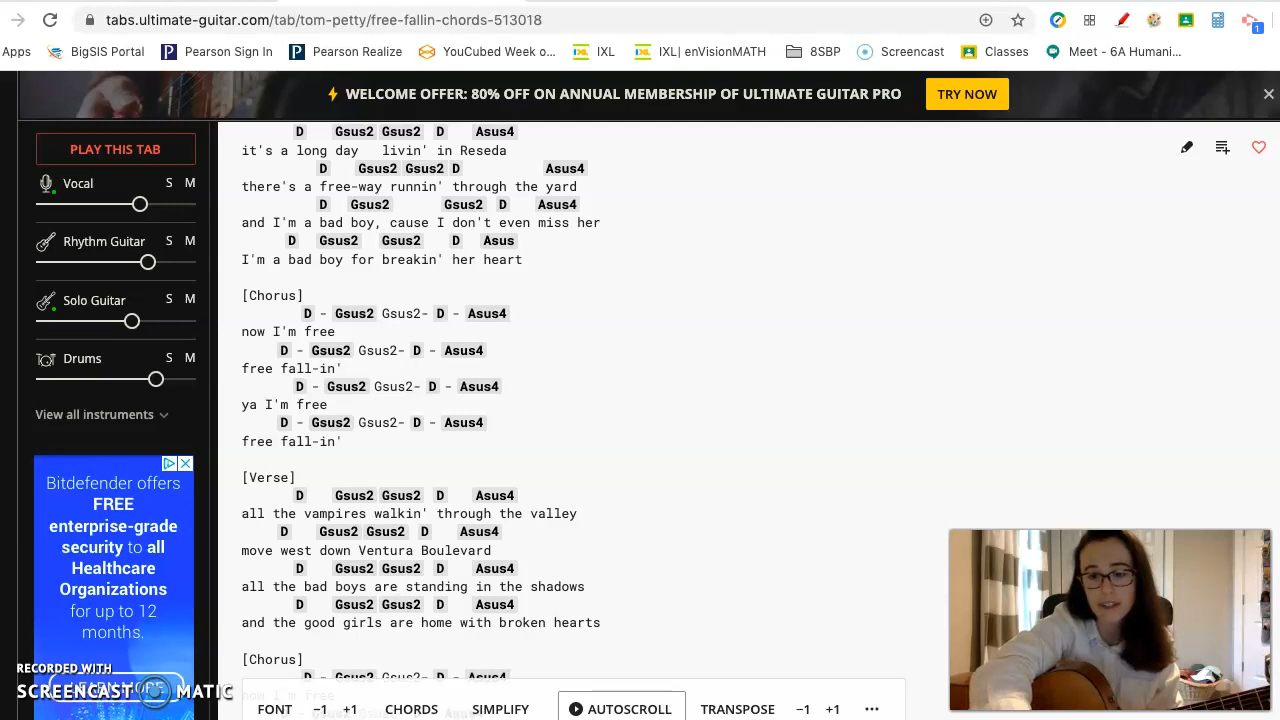 tabs.ultimate-guitar.com/tab/tom-petty/free-fallin-chords-513018
1
Apps BigSIS Portal Pearson Sign In Pearson Realize YouCubed Week o... IXL IXL| enVisionMATH 8SBP Screencast Classes Meet - 6A Humani...
WELCOME OFFER: 80% OFF ON ANNUAL MEMBERSHIP OF ULTIMATE GUITAR PRO TRY NOW
PLAY THIS TAB
Vocal S M
Rhythm Guitar S M
Solo Guitar S M
Drums S M
View all instruments
Bitdefender offers
FREE
enterprise-grade
security to all
Healthcare
Organizations
for up to 12
months.
RECORDED WITH
SCREENCAST MATIC
D Gsus2 Gsus2 D Asus4
it's a long day livin' in Reseda
D Gsus2 Gsus2 D Asus4
there's a free-way runnin' through the yard
D Gsus2 Gsus2 D Asus4
and I'm a bad boy, cause I don't even miss her
D Gsus2 Gsus2 D Asus
I'm a bad boy for breakin' her heart
[Chorus]
D - Gsus2 Gsus2- D - Asus4
now I'm free
D - Gsus2 Gsus2- D - Asus4
free fall-in'
D - Gsus2 Gsus2- D - Asus4
ya I'm free
D - Gsus2 Gsus2- D - Asus4
free fall-in'
[Verse]
D Gsus2 Gsus2 D Asus4
all the vampires walkin' through the valley
D Gsus2 Gsus2 D Asus4
move west down Ventura Boulevard
D Gsus2 Gsus2 D Asus4
all the bad boys are standing in the shadows
D Gsus2 Gsus2 D Asus4
and the good girls are home with broken hearts
[Chorus]
D - Gsus2 Gsus2- D - Asus4
now I'm free
FONT −1 +1 CHORDS SIMPLIFY AUTOSCROLL TRANSPOSE −1 +1